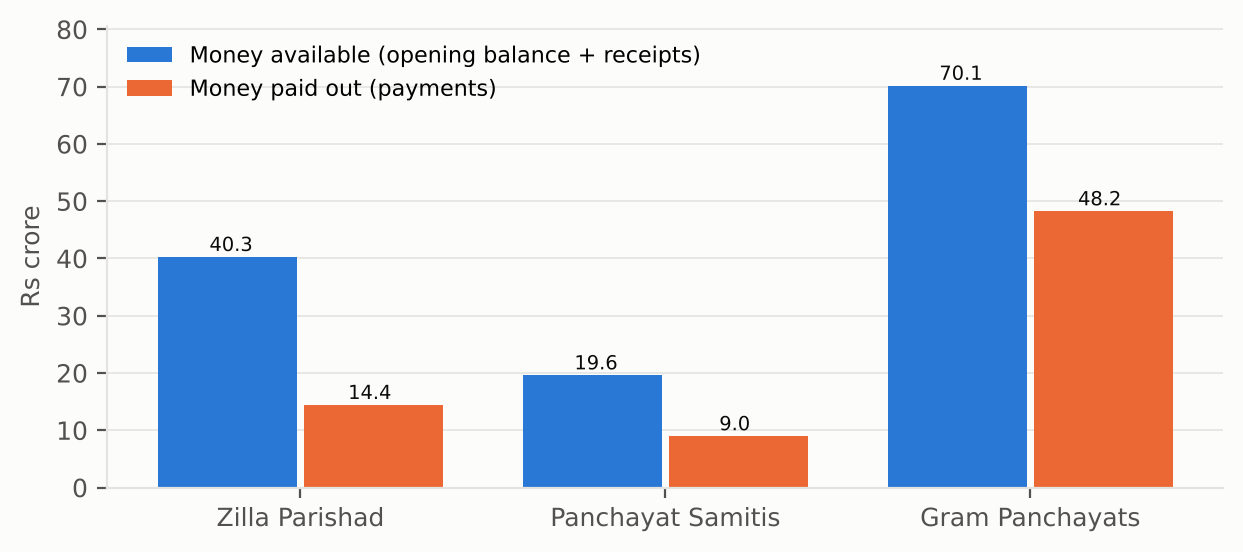 Money available (opening balance + receipts)
Money paid out (payments)
Rs crore
80
70
60
50
40
30
20
10
0
40.3
14.4
19.6
9.0
70.1
48.2
Zilla Parishad
Panchayat Samitis
Gram Panchayats